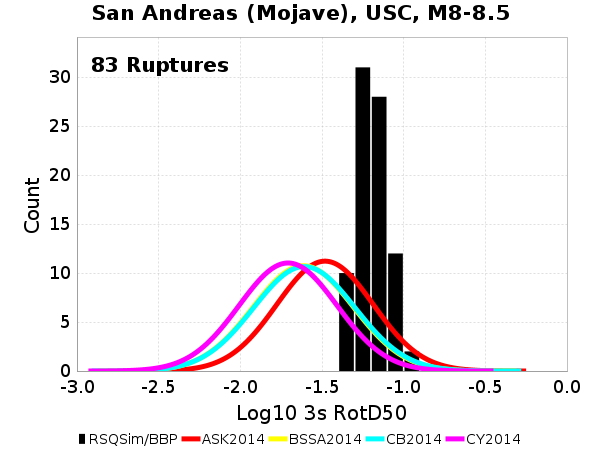 San Andreas (Mojave), USC, M8-8.5
83 Ruptures
Count
30
25
20
15
10
5
0
-3.0 -2.5 -2.0 -1.5 -1.0 -0.5 0.0
Log10 3s RotD50
RSQSim/BBP ASK2014 BSSA2014 CB2014 CY2014